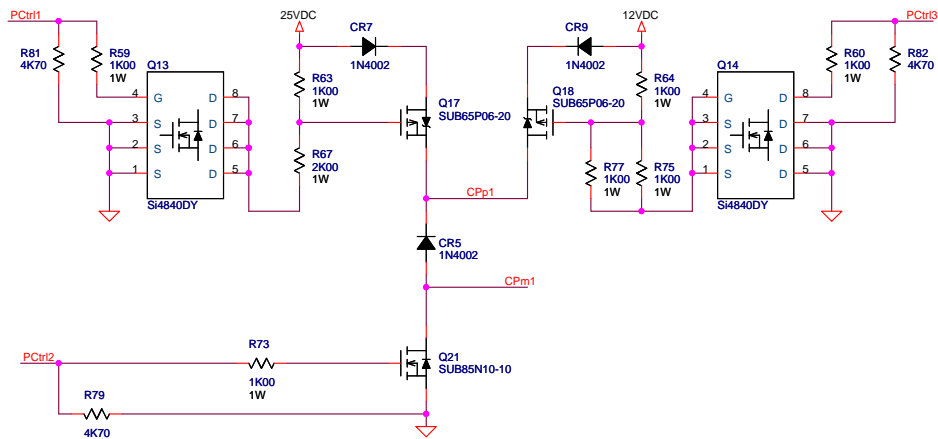 PCtrl1
25VDC
CR7
1N4002
CR9
1N4002
12VDC
PCtrl3
R81
4K70
R59
1K00
1W
Q13
4 G D 8
3 S D 7
2 S D 6
1 S D 5
Si4840DY
R63
1K00
1W
R67
2K00
1W
Q17
SUB65P06-20
Q18
SUB65P06-20
R64
1K00
1W
R77
1K00
1W
R75
1K00
1W
Q14
4 G D 8
3 S D 7
2 S D 6
1 S D 5
Si4840DY
R60
1K00
1W
R82
4K70
CPp1
CR5
1N4002
CPm1
PCtrl2
R73
1K00
1W
Q21
SUB85N10-10
R79
4K70